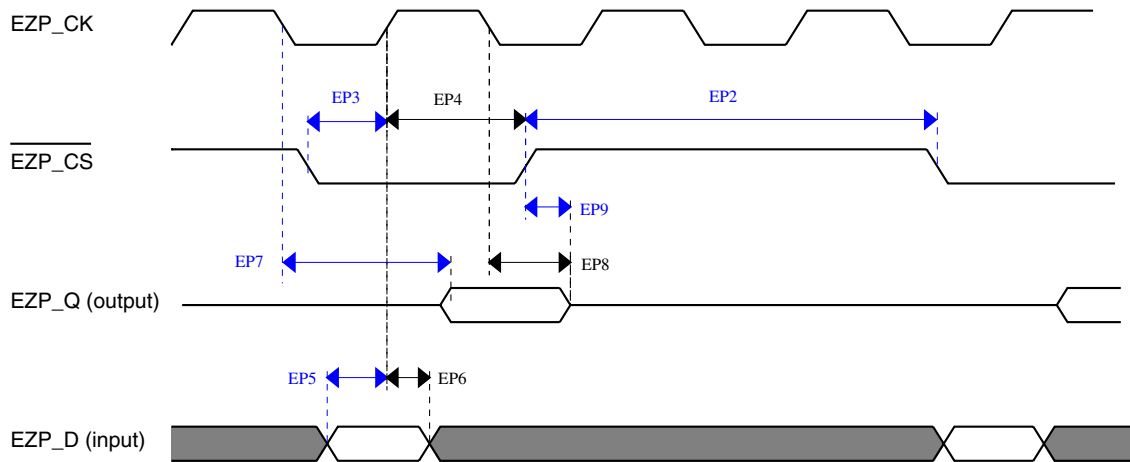 EZP_CK
EP3
EP4
EP2
EZP_CS
EP9
EP7
EP8
EZP_Q (output)
EP5
EP6
EZP_D (input)